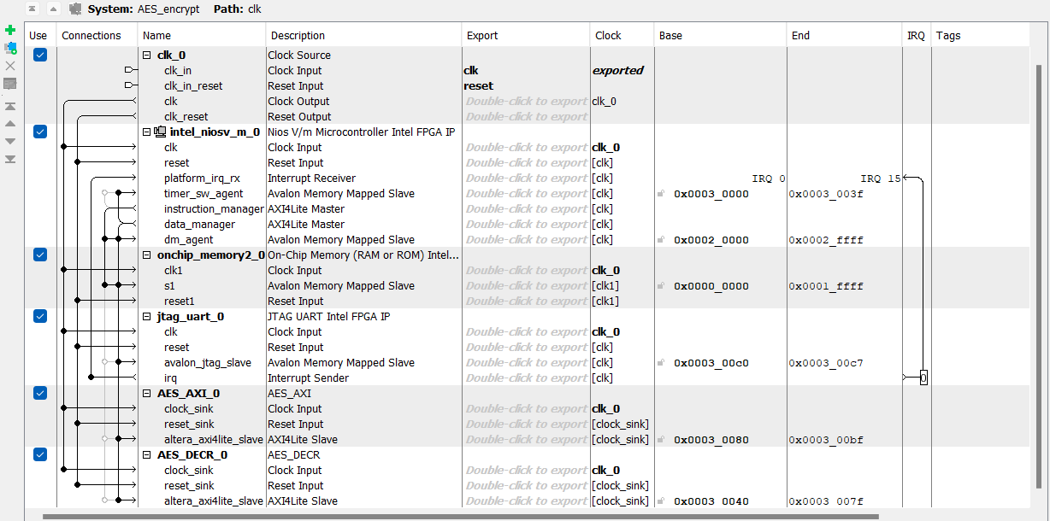 System: AES_encrypt Path: clk
Use Connections Name Description Export Clock Base End IRQ Tags
clk_0 Clock Source
clk_in Clock Input clk exported
clk_in_reset Reset Input reset
clk Clock Output Double-click to export clk_0
clk_reset Reset Output Double-click to export
intel_niosv_m_0 Nios V/m Microcontroller Intel FPGA IP
clk Clock Input Double-click to export clk_0
reset Reset Input Double-click to export [clk]
platform_irq_rx Interrupt Receiver Double-click to export [clk] IRQ 0 IRQ 15
timer_sw_agent Avalon Memory Mapped Slave Double-click to export [clk] 0x0003_0000 0x0003_003f
instruction_manager AXI4Lite Master Double-click to export [clk]
data_manager AXI4Lite Master Double-click to export [clk]
dm_agent Avalon Memory Mapped Slave Double-click to export [clk] 0x0002_0000 0x0002_ffff
onchip_memory2_0 On-Chip Memory (RAM or ROM) Intel...
clk1 Clock Input Double-click to export clk_0
s1 Avalon Memory Mapped Slave Double-click to export [clk1] 0x0000_0000 0x0001_ffff
reset1 Reset Input Double-click to export [clk1]
jtag_uart_0 JTAG UART Intel FPGA IP
clk Clock Input Double-click to export clk_0
reset Reset Input Double-click to export [clk]
avalon_jtag_slave Avalon Memory Mapped Slave Double-click to export [clk] 0x0003_00c0 0x0003_00c7
irq Interrupt Sender Double-click to export [clk] 0
AES_AXI_0 AES_AXI
clock_sink Clock Input Double-click to export clk_0
reset_sink Reset Input Double-click to export [clock_sink]
altera_axi4lite_slave AXI4Lite Slave Double-click to export [clock_sink] 0x0003_0080 0x0003_00bf
AES_DECR_0 AES_DECR
clock_sink Clock Input Double-click to export clk_0
reset_sink Reset Input Double-click to export [clock_sink]
altera_axi4lite_slave AXI4Lite Slave Double-click to export [clock_sink] 0x0003_0040 0x0003_007f